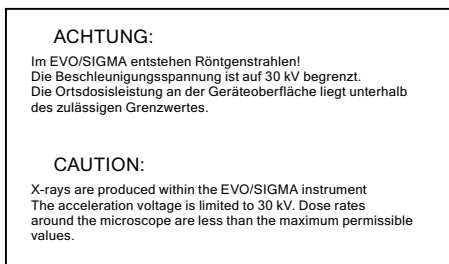 ACHTUNG:
Im EVO/SIGMA entstehen Röntgenstrahlen!
Die Beschleunigungsspannung ist auf 30 kV begrenzt.
Die Ortsdosisleistung an der Geräteoberfläche liegt unterhalb
des zulässigen Grenzwertes.
CAUTION:
X-rays are produced within the EVO/SIGMA instrument
The acceleration voltage is limited to 30 kV. Dose rates
around the microscope are less than the maximum permissible
values.